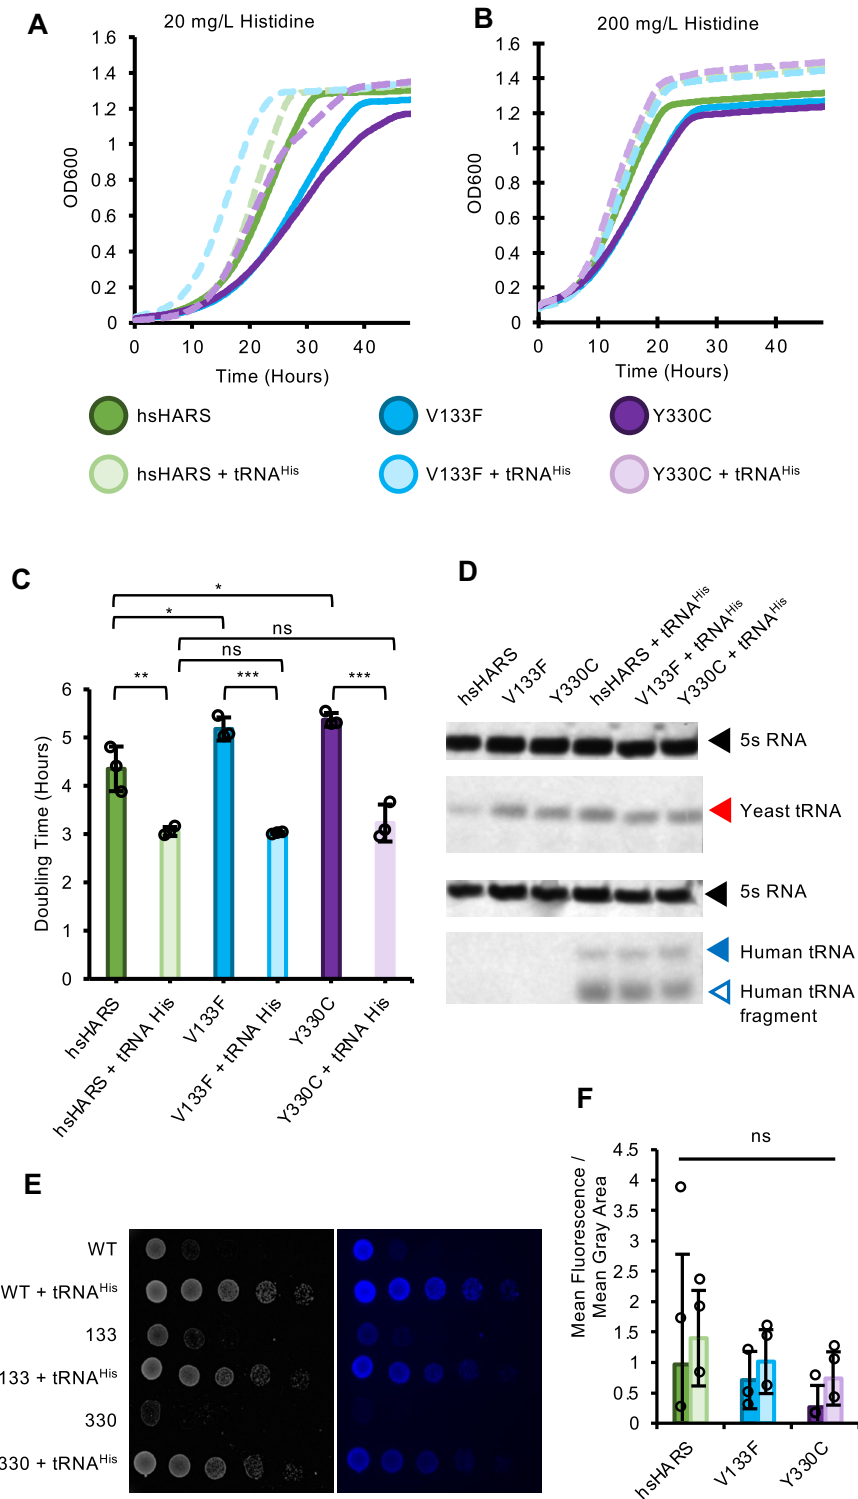 A
20 mg/L Histidine
1.6
1.4
1.2
1
0.8
0.6
0.4
0.2
0
OD600
0 10 20 30 40
Time (Hours)
B
200 mg/L Histidine
1.6
1.4
1.2
1
0.8
0.6
0.4
0.2
0
OD600
0 10 20 30 40
Time (Hours)
hsHARS
V133F
Y330C
hsHARS + tRNAHis
V133F + tRNAHis
Y330C + tRNAHis
C
*
*
ns
ns
** *** ***
6
5
4
3
2
1
0
Doubling Time (Hours)
hsHARS
hsHARS + tRNA His
V133F
V133F + tRNA His
Y330C
Y330C + tRNA His
D
hsHARS
V133F
Y330C
hsHARS + tRNAHis
V133F + tRNAHis
Y330C + tRNAHis
5s RNA
Yeast tRNA
5s RNA
Human tRNA
Human tRNA
fragment
E
WT
WT + tRNAHis
133
133 + tRNAHis
330
330 + tRNAHis
F
ns
4.5
4
3.5
3
2.5
2
1.5
1
0.5
0
Mean Fluorescence /
Mean Gray Area
hsHARS
V133F
Y330C